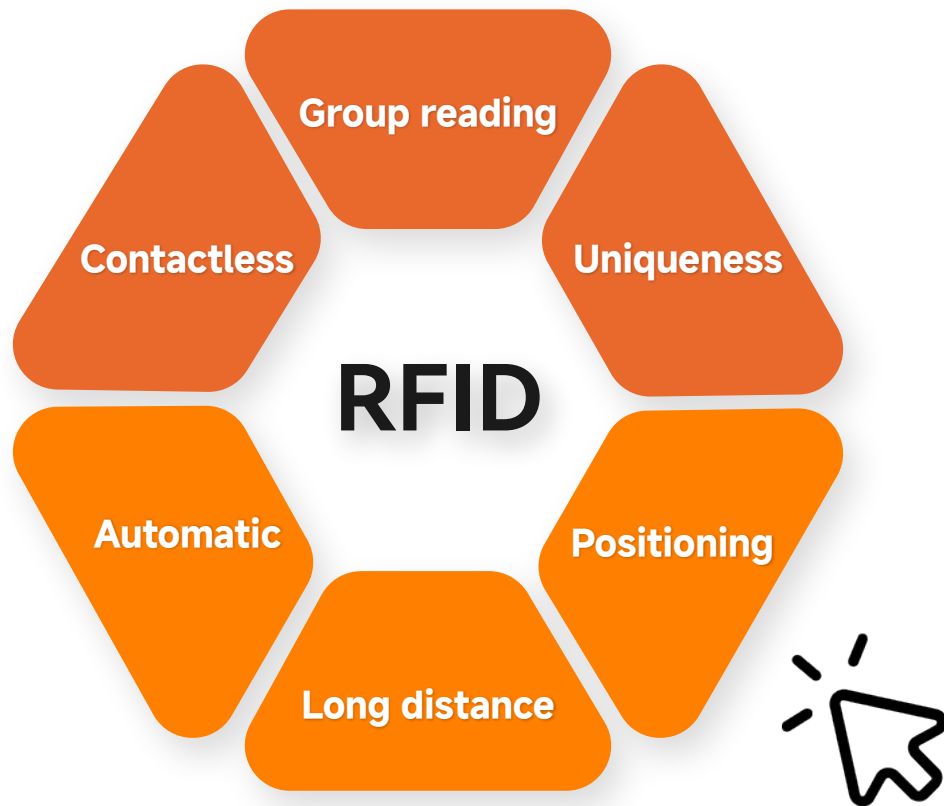 Group reading
Contactless
Uniqueness
RFID
Automatic
Positioning
Long distance